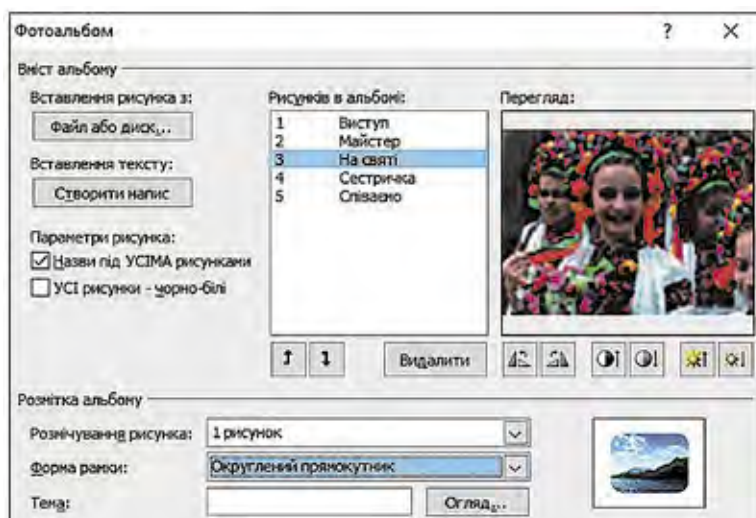 Фотоальбом
Вміст альбому
Вставлення рисунка з:
Файл або диск...
Вставлення тексту:
Створити напис
Параметри рисунка:
Назви під УСІМА рисунками
УСІ рисунки - чорно-білі
Рисунків в альбомі:
1 Виступ
2 Майстер
3 На святі
4 Сестричка
5 Співаємо
Видалити
Перегляд:
Розмітка альбому
Розмічування рисунка: 1 рисунок
Форма рамки: Округлений прямокутник
Тема: Огляд...